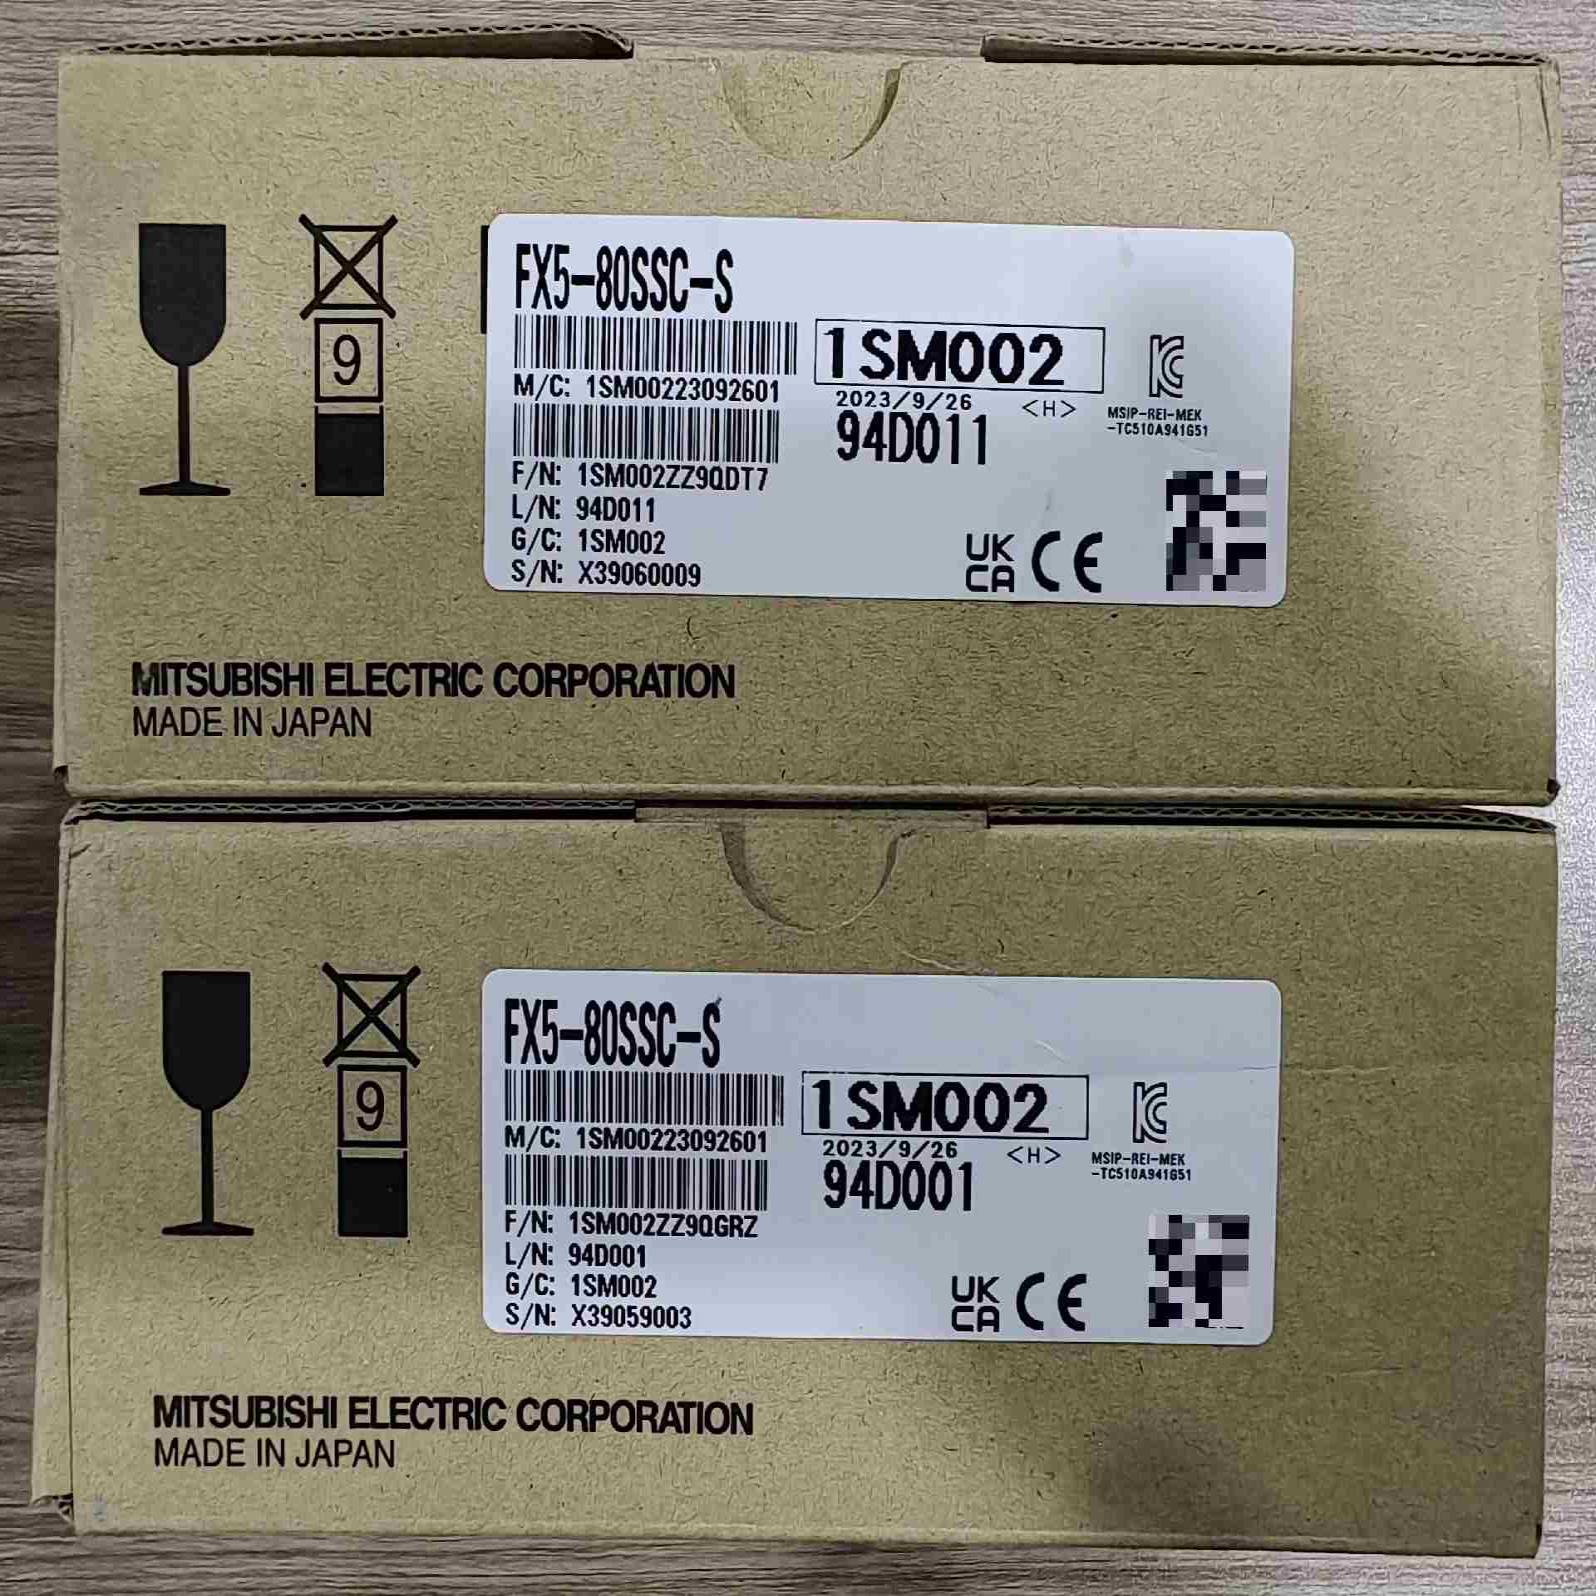 FX5-80SSC-S
1SM002
M/C: 1SM00223092601
2023/9/26 <H>
MSIP-REI-MEK
-TC510A941G51
94D011
F/N: 1SM002ZZ9QDT7
L/N: 94D011
G/C: 1SM002
S/N: X39060009
UK
CA
CE
9
MITSUBISHI ELECTRIC CORPORATION
MADE IN JAPAN
FX5-80SSC-S
1SM002
M/C: 1SM00223092601
2023/9/26 <H>
MSIP-REI-MEK
-TC510A941G51
94D001
F/N: 1SM002ZZ9QGRZ
L/N: 94D001
G/C: 1SM002
S/N: X39059003
UK
CA
CE
9
MITSUBISHI ELECTRIC CORPORATION
MADE IN JAPAN